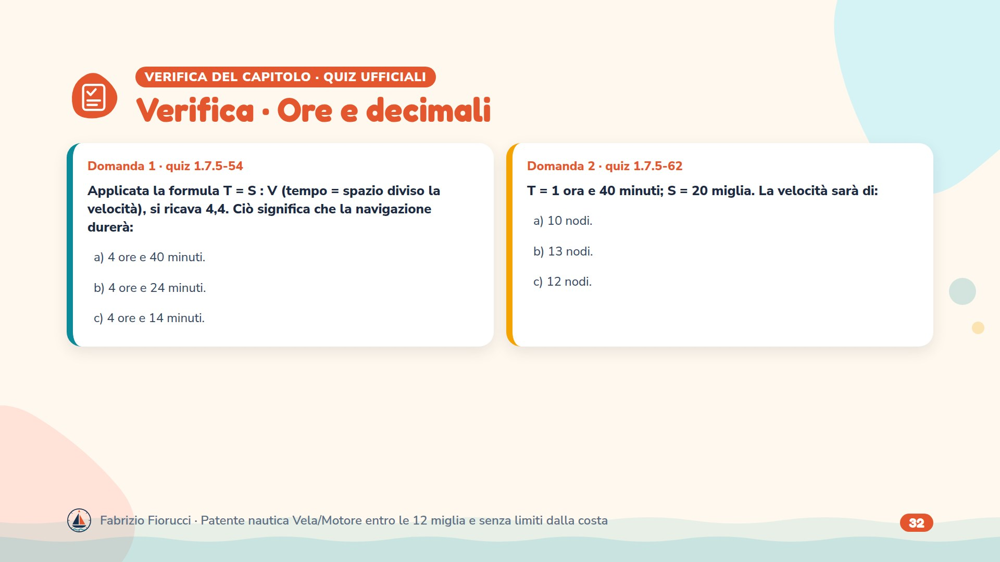 VERIFICA DEL CAPITOLO · QUIZ UFFICIALI
Verifica · Ore e decimali
Domanda 1 · quiz 1.7.5-54
Applicata la formula T = S : V (tempo = spazio diviso la
velocità), si ricava 4,4. Ciò significa che la navigazione
durerà:
a) 4 ore e 40 minuti.
b) 4 ore e 24 minuti.
c) 4 ore e 14 minuti.
Domanda 2 · quiz 1.7.5-62
T = 1 ora e 40 minuti; S = 20 miglia. La velocità sarà di:
a) 10 nodi.
b) 13 nodi.
c) 12 nodi.
Fabrizio Fiorucci · Patente nautica Vela/Motore entro le 12 miglia e senza limiti dalla costa
32